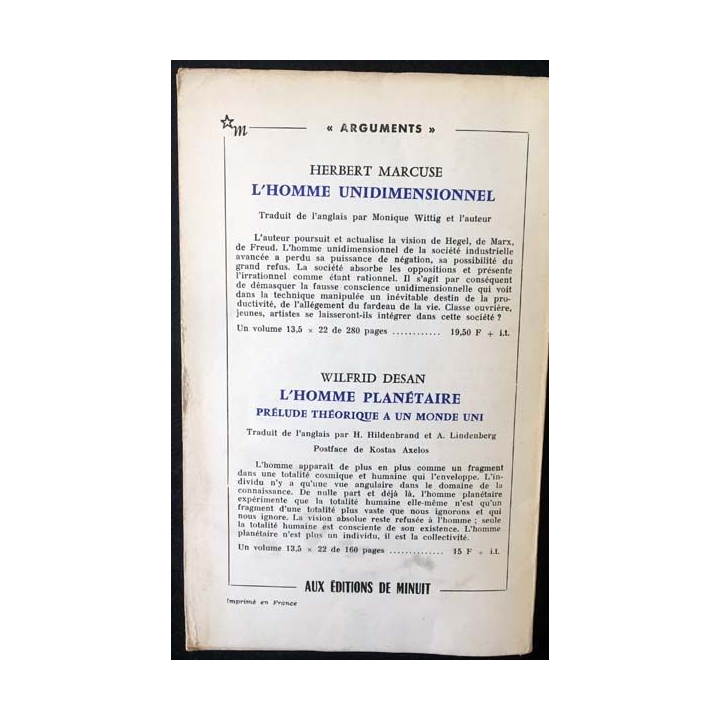 m « ARGUMENTS »
HERBERT MARCUSE
L'HOMME UNIDIMENSIONNEL
Traduit de l'anglais par Monique Wittig et l'auteur
L'auteur poursuit et actualise la vision de Hegel, de Marx,
de Freud. L'homme unidimensionnel de la société industrielle
avancée a perdu sa puissance de négation, sa possibilité du
grand refus. La société absorbe les oppositions et présente
l'irrationnel comme étant rationnel. Il s'agit par conséquent
de démasquer la fausse conscience unidimensionnelle qui voit
dans la technique manipulée un inévitable destin de la pro-
ductivité, de l'allégement du fardeau de la vie. Classe ouvrière,
jeunes, artistes se laisseront-ils intégrer dans cette société ?
Un volume 13,5 × 22 de 280 pages ............ 19,50 F + i.t.
WILFRID DESAN
L'HOMME PLANÉTAIRE
PRÉLUDE THÉORIQUE A UN MONDE UNI
Traduit de l'anglais par H. Hildenbrand et A. Lindenberg
Postface de Kostas Axelos
L'homme apparaît de plus en plus comme un fragment
dans une totalité cosmique et humaine qui l'enveloppe. L'in-
dividu n'y a qu'une vue angulaire dans le domaine de la
connaissance. De nulle part et déjà là, l'homme planétaire
expérimente que la totalité humaine elle-même n'est qu'un
fragment d'une totalité plus vaste que nous ignorons et qui
nous ignore. La vision absolue reste refusée à l'homme ; seule
la totalité humaine est consciente de son existence. L'homme
planétaire n'est plus un individu, il est la collectivité.
Un volume 13,5 × 22 de 160 pages .............. 15 F + i.t.
AUX ÉDITIONS DE MINUIT
Imprimé en France